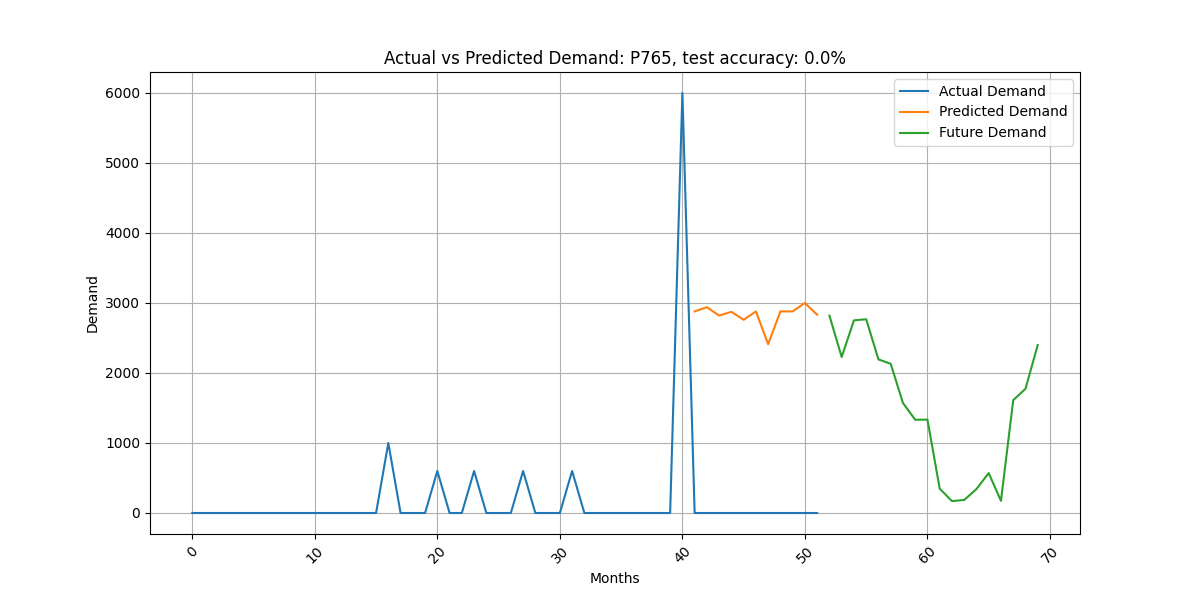 Actual vs Predicted Demand: P765, test accuracy: 0.0%
Actual Demand
Predicted Demand
Future Demand
6000
5000
4000
3000
2000
1000
0
Demand
0 10 20 30 40 50 60 70
Months